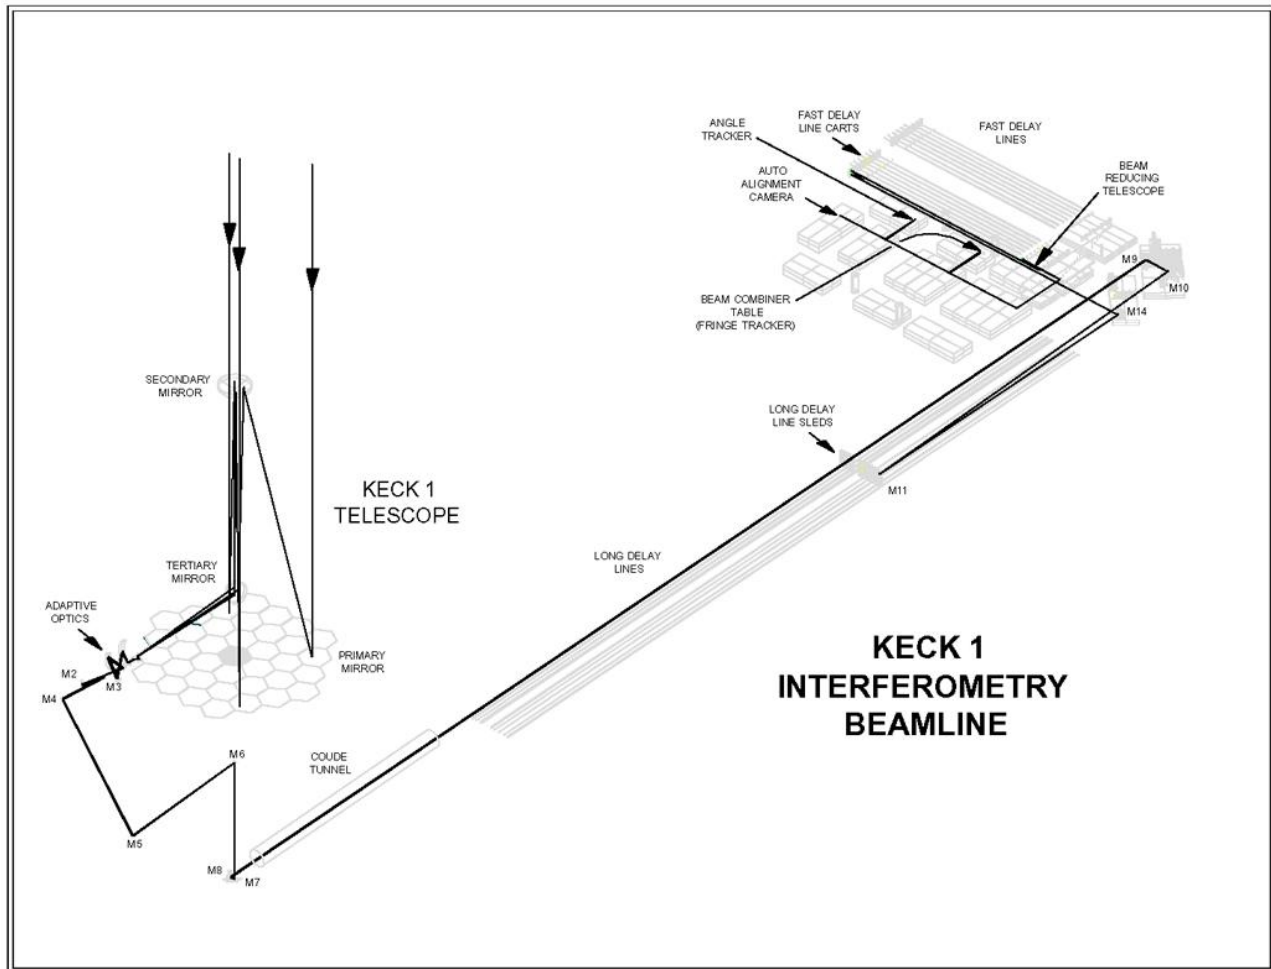 ANGLE
TRACKER
FAST DELAY
LINE CARTS
FAST DELAY
LINES
AUTO
ALIGNMENT
CAMERA
BEAM
REDUCING
TELESCOPE
M9
M10
M14
BEAM COMBINER
TABLE
(FRINGE TRACKER)
SECONDARY
MIRROR
LONG DELAY
LINE SLEDS
M11
KECK 1
TELESCOPE
LONG DELAY
LINES
TERTIARY
MIRROR
ADAPTIVE
OPTICS
PRIMARY
MIRROR
M2
M3
M4
KECK 1
INTERFEROMETRY
BEAMLINE
M6
COUDE
TUNNEL
M5
M8
M7